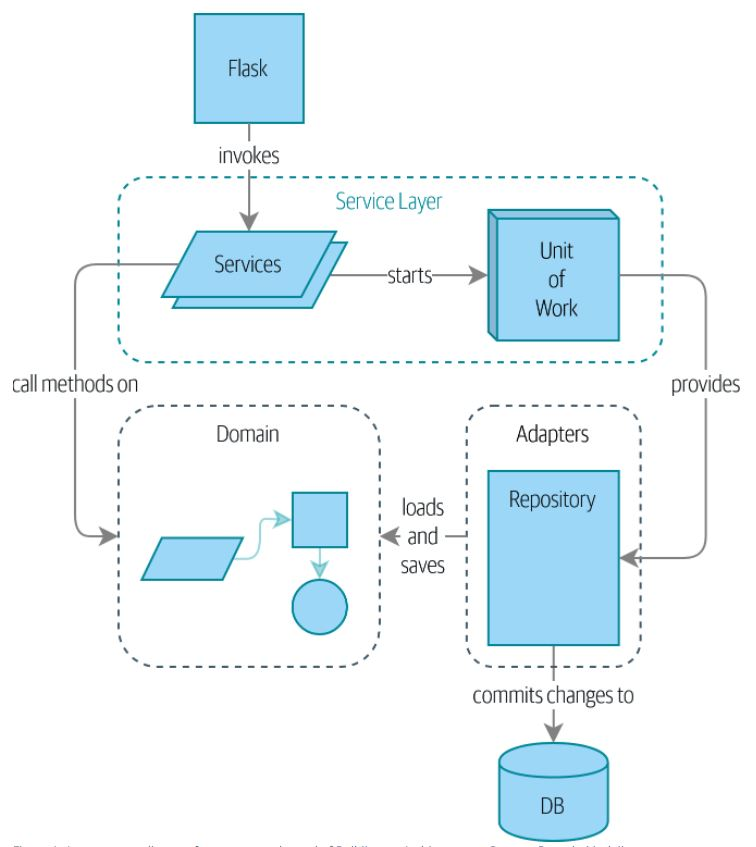 Flask
invokes
Service Layer
Services
starts
Unit
of
Work
call methods on
provides
Domain
Adapters
Repository
loads
and
saves
commits changes to
DB